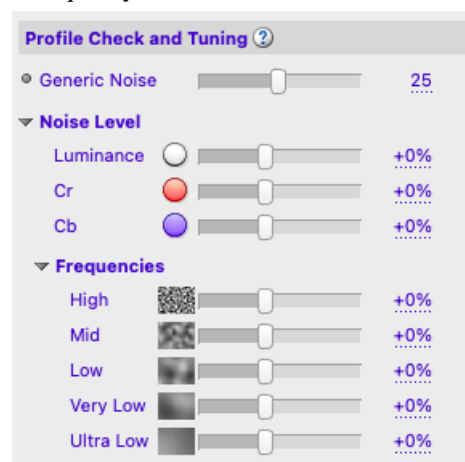 Profile Check and Tuning ?
Generic Noise 25
Noise Level
Luminance +0%
Cr +0%
Cb +0%
Frequencies
High +0%
Mid +0%
Low +0%
Very Low +0%
Ultra Low +0%